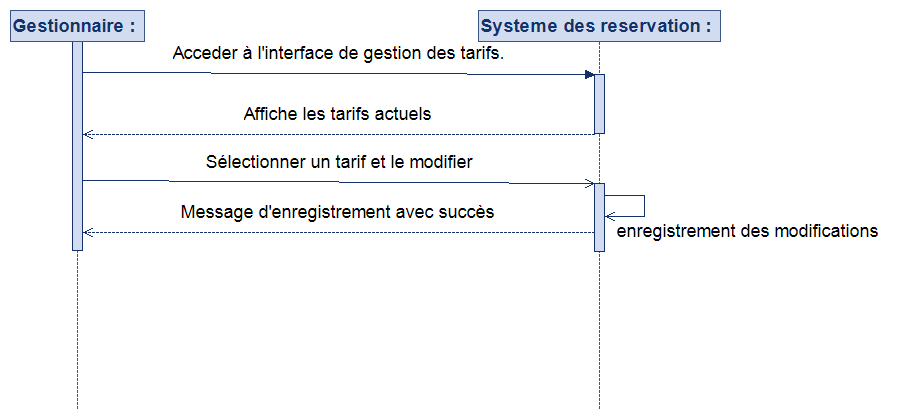 Gestionnaire :
Systeme des reservation :
Acceder à l'interface de gestion des tarifs.
Affiche les tarifs actuels
Sélectionner un tarif et le modifier
Message d'enregistrement avec succès
enregistrement des modifications